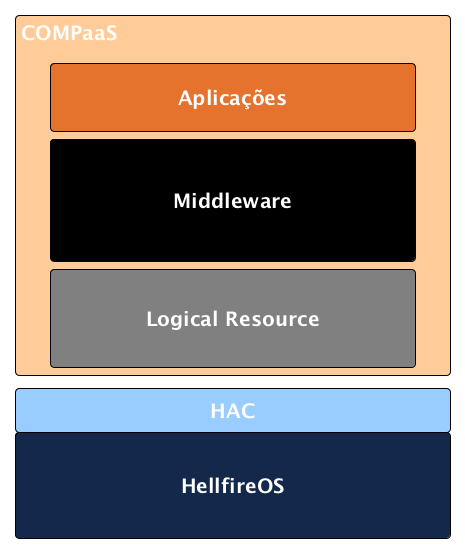 COMPaaS
Aplicações
Middleware
Logical Resource
HAC
HellfireOS